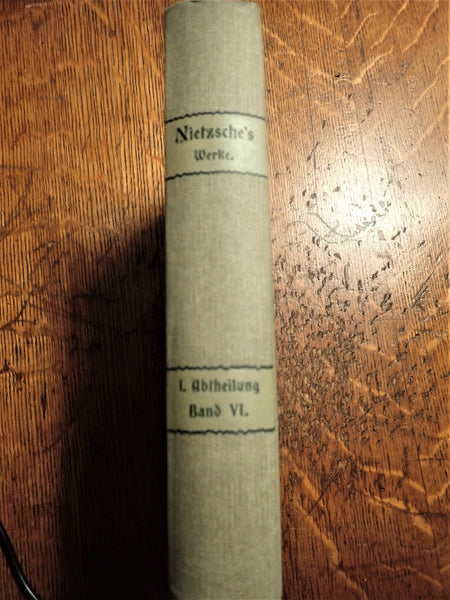 Nietzsche's
Werke.
I. Abtheilung
Band VI.